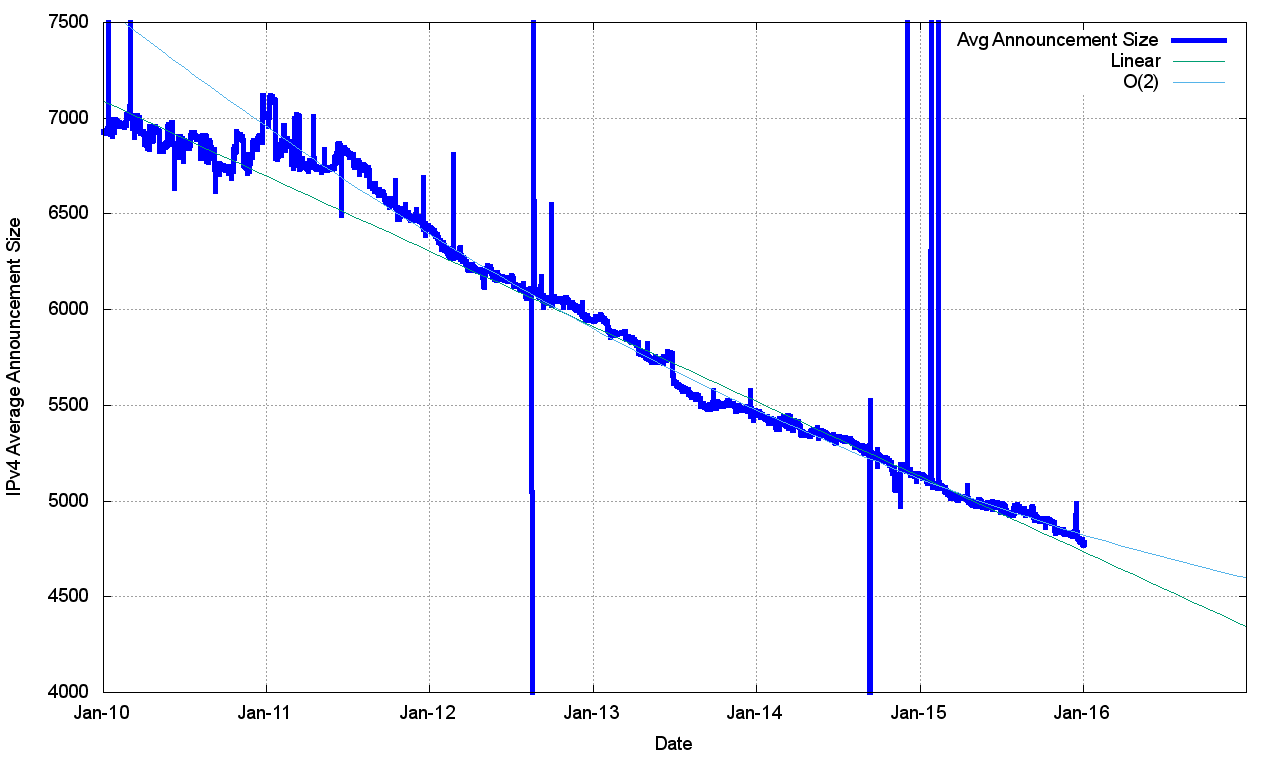 7500
7000
6500
6000
5500
5000
4500
4000
IPv4 Average Announcement Size
Avg Announcement Size
Linear
O(2)
Jan-10 Jan-11 Jan-12 Jan-13 Jan-14 Jan-15 Jan-16
Date